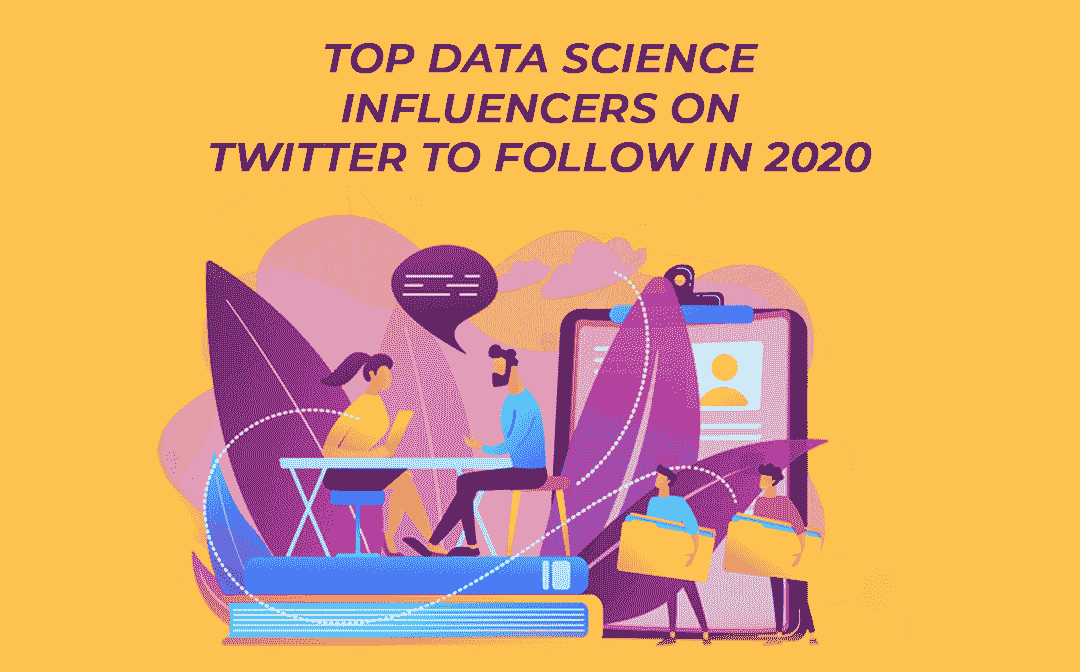 TOP DATA SCIENCE
INFLUENCERS ON
TWITTER TO FOLLOW IN 2020